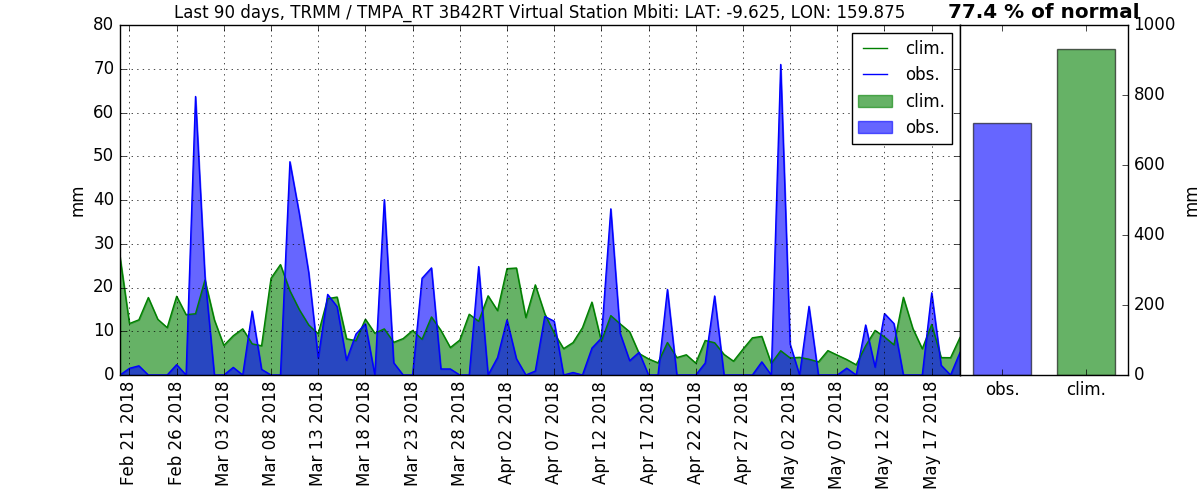 Last 90 days, TRMM / TMPA_RT 3B42RT Virtual Station Mbiti: LAT: -9.625, LON: 159.875
77.4 % of normal
80
70
60
50
40
30
20
10
0
mm
clim.
obs.
clim.
obs.
Feb 21 2018
Feb 26 2018
Mar 03 2018
Mar 08 2018
Mar 13 2018
Mar 18 2018
Mar 23 2018
Mar 28 2018
Apr 02 2018
Apr 07 2018
Apr 12 2018
Apr 17 2018
Apr 22 2018
Apr 27 2018
May 02 2018
May 07 2018
May 12 2018
May 17 2018
1000
800
600
400
200
0
mm
obs.
clim.